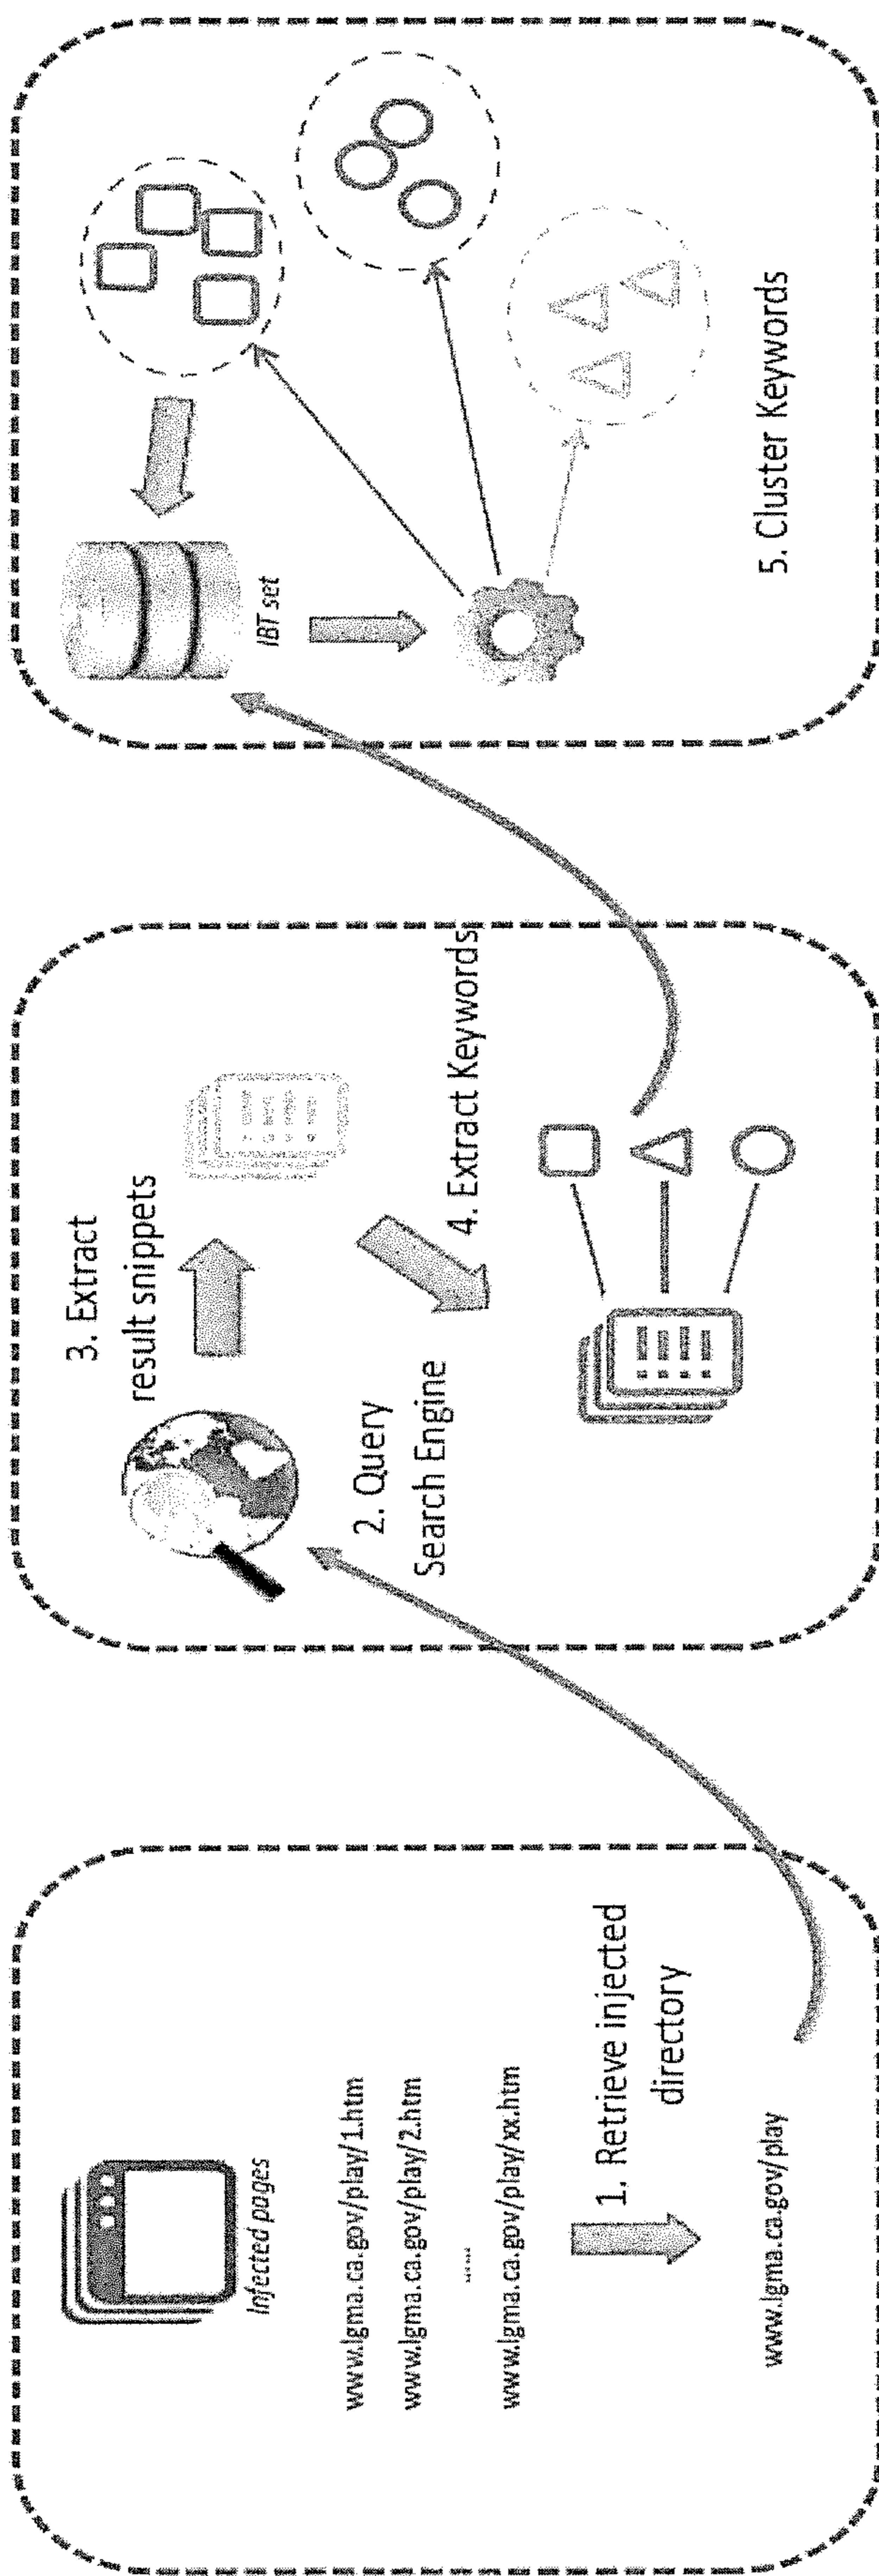 Infected pages
www.lgma.ca.gov/play/1.htm
www.lgma.ca.gov/play/2.htm
......
www.lgma.ca.gov/play/xx.htm
1. Retrieve injected
directory
www.lgma.ca.gov/play
3. Extract
result snippets
2. Query
Search Engine
4. Extract Keywords
IBT set
5. Cluster Keywords